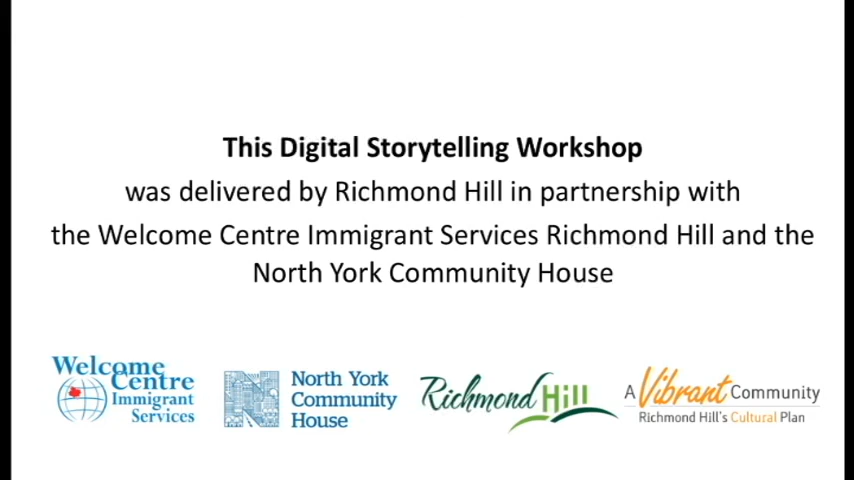 This Digital Storytelling Workshop
was delivered by Richmond Hill in partnership with
the Welcome Centre Immigrant Services Richmond Hill and the
North York Community House
Welcome
Centre
Immigrant
Services
North York
Community
House
Richmond Hill
A Vibrant Community
Richmond Hill's Cultural Plan